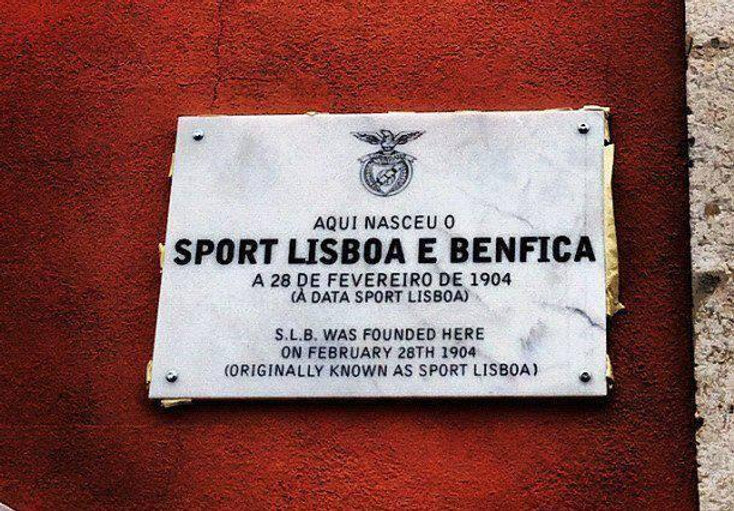 AQUI NASCEU O
SPORT LISBOA E BENFICA
A 28 DE FEVEREIRO DE 1904
(À DATA SPORT LISBOA)
S.L.B. WAS FOUNDED HERE
ON FEBRUARY 28TH 1904
(ORIGINALLY KNOWN AS SPORT LISBOA)